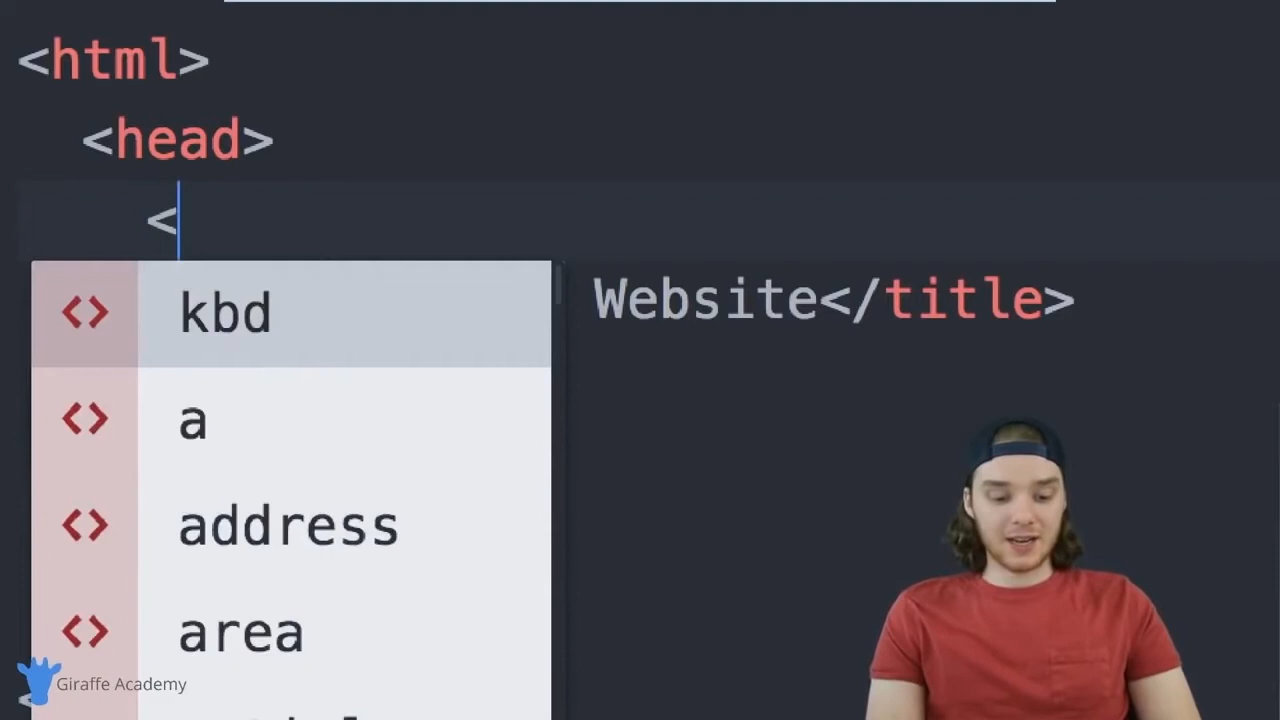 <html>
<head>
<
kbd
Website</title>
a
address
area
Giraffe Academy